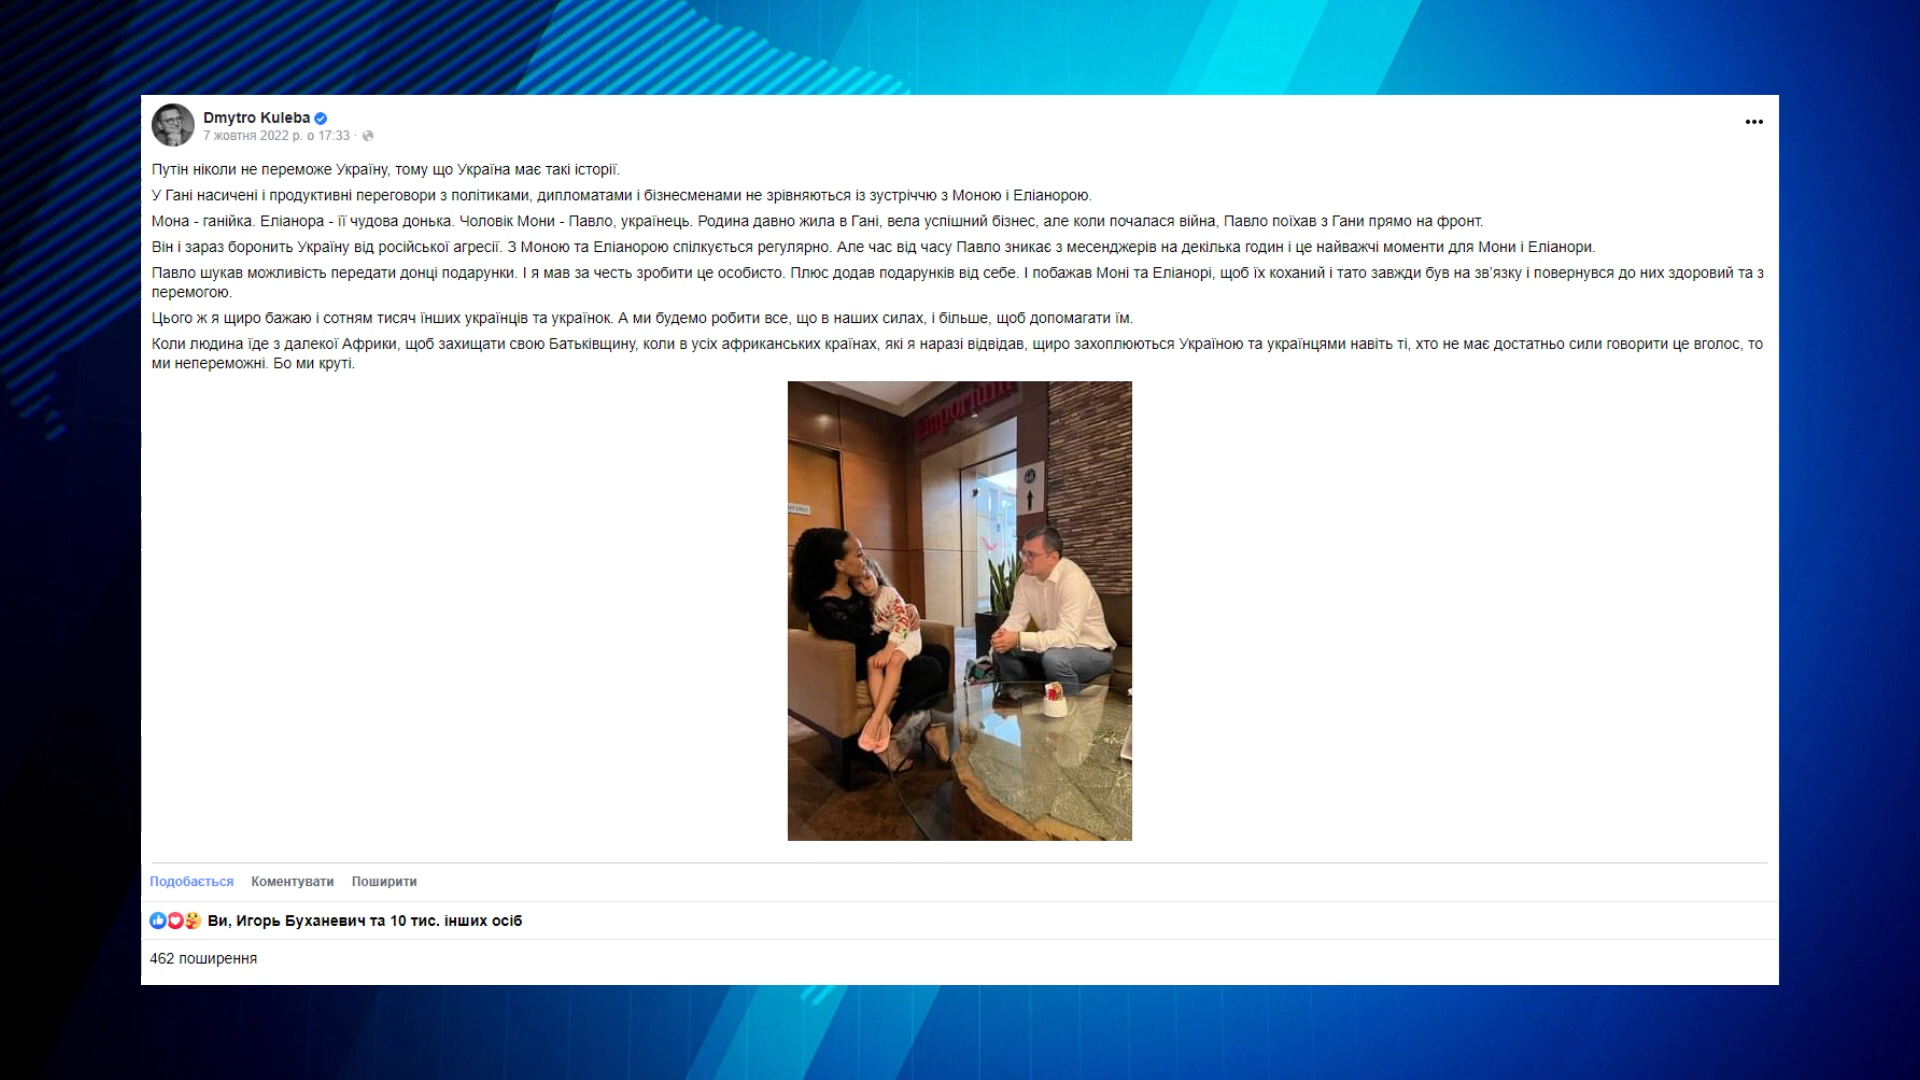 Dmytro Kuleba
7 жовтня 2022 р. о 17:33 ·
Путін ніколи не переможе Україну, тому що Україна має такі історії.
У Гані насичені і продуктивні переговори з політиками, дипломатами і бізнесменами не зрівняються із зустріччю з Моною і Еліанорою.
Мона - ганійка. Еліанора - її чудова донька. Чоловік Мони - Павло, українець. Родина давно жила в Гані, вела успішний бізнес, але коли почалася війна, Павло поїхав з Гани прямо на фронт.
Він і зараз боронить Україну від російської агресії. З Моною та Еліанорою спілкується регулярно. Але час від часу Павло зникає з месенджерів на декілька годин і це найважчі моменти для Мони і Еліанори.
Павло шукав можливість передати донці подарунки. І я мав за честь зробити це особисто. Плюс додав подарунків від себе. І побажав Моні та Еліанорі, щоб їх коханий і тато завжди був на зв’язку і повернувся до них здоровий та з
перемогою.
Цього ж я щиро бажаю і сотням тисяч їнших українців та українок. А ми будемо робити все, що в наших силах, і більше, щоб допомагати їм.
Коли людина їде з далекої Африки, щоб захищати свою Батьківщину, коли в усіх африканських країнах, які я наразі відвідав, щиро захоплюються Україною та українцями навіть ті, хто не має достатньо сили говорити це вголос, то
ми непереможні. Бо ми круті.
Emporium
Подобається Коментувати Поширити
Ви, Игорь Буханевич та 10 тис. інших осіб
462 поширення